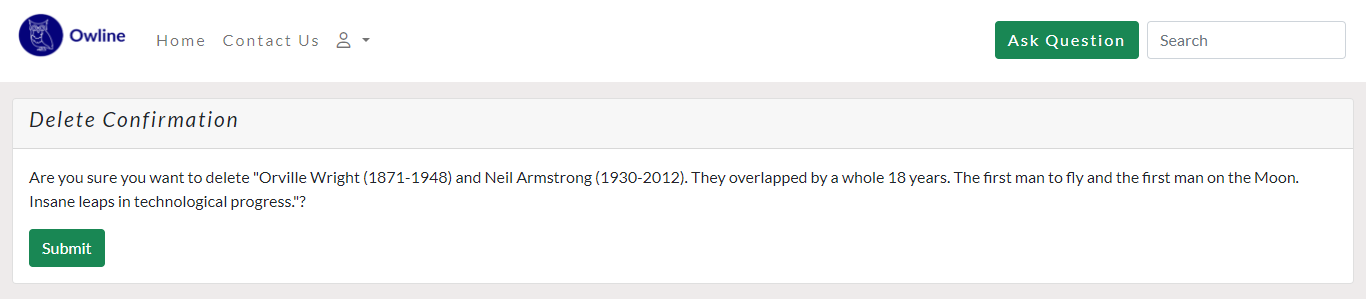 Owline
Home
Contact Us
Ask Question
Search
Delete Confirmation
Are you sure you want to delete "Orville Wright (1871-1948) and Neil Armstrong (1930-2012). They overlapped by a whole 18 years. The first man to fly and the first man on the Moon.
Insane leaps in technological progress."?
Submit